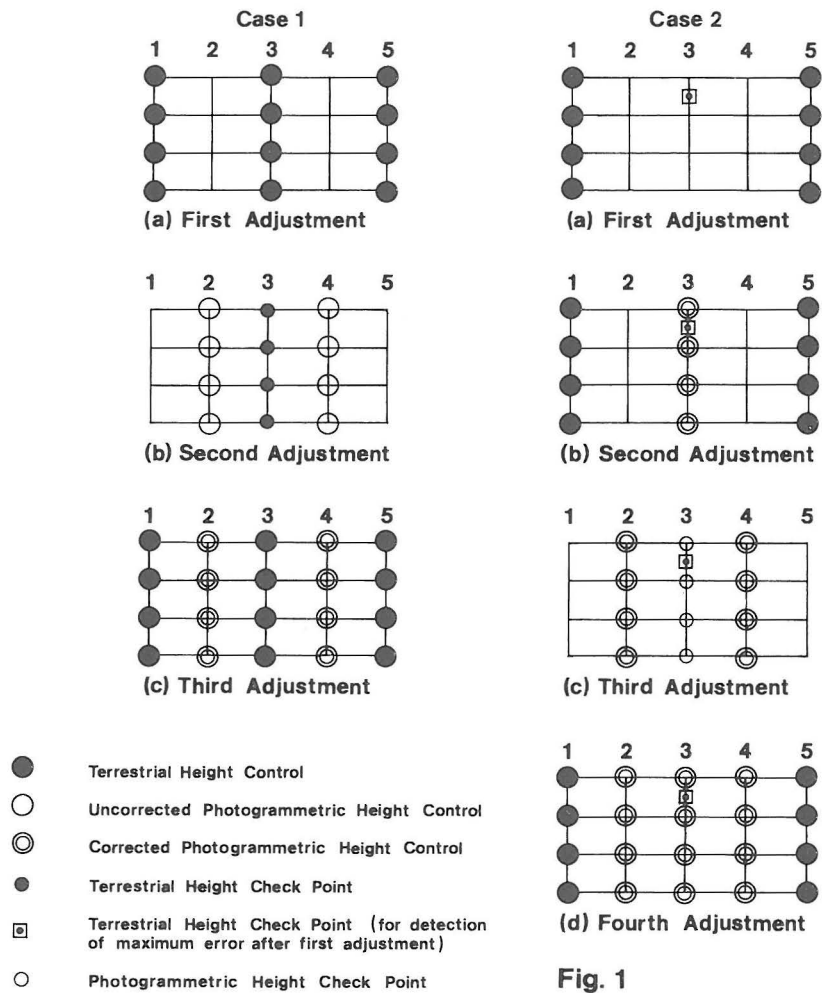 Case 1
1 2 3 4 5
(a) First Adjustment
1 2 3 4 5
(b) Second Adjustment
1 2 3 4 5
(c) Third Adjustment
Case 2
1 2 3 4 5
(a) First Adjustment
1 2 3 4 5
(b) Second Adjustment
1 2 3 4 5
(c) Third Adjustment
1 2 3 4 5
(d) Fourth Adjustment
Terrestrial Height Control
Uncorrected Photogrammetric Height Control
Corrected Photogrammetric Height Control
Terrestrial Height Check Point
Terrestrial Height Check Point (for detection
of maximum error after first adjustment)
Photogrammetric Height Check Point
Fig. 1